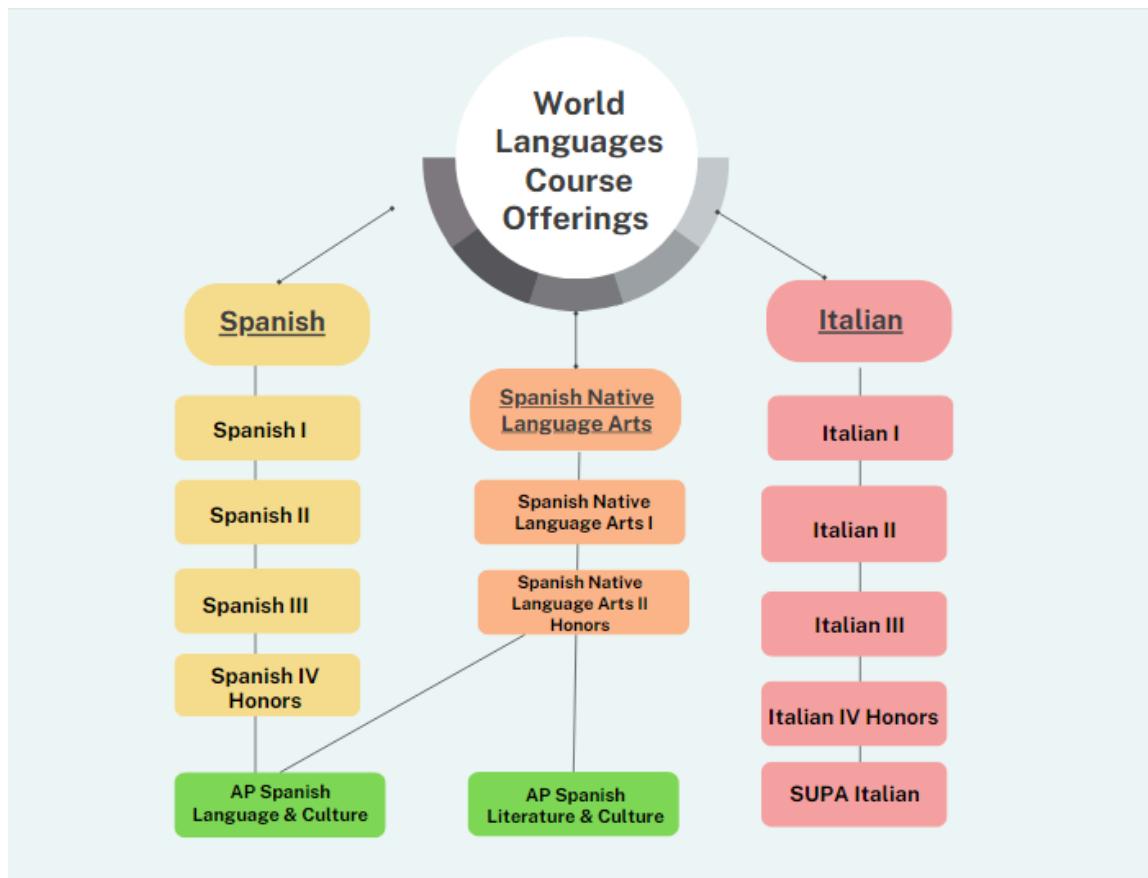 World
Languages
Course
Offerings
Spanish
Spanish I
Spanish II
Spanish III
Spanish IV
Honors
AP Spanish
Language & Culture
Spanish Native
Language Arts
Spanish Native
Language Arts I
Spanish Native
Language Arts II
Honors
AP Spanish
Literature & Culture
Italian
Italian I
Italian II
Italian III
Italian IV Honors
SUPA Italian